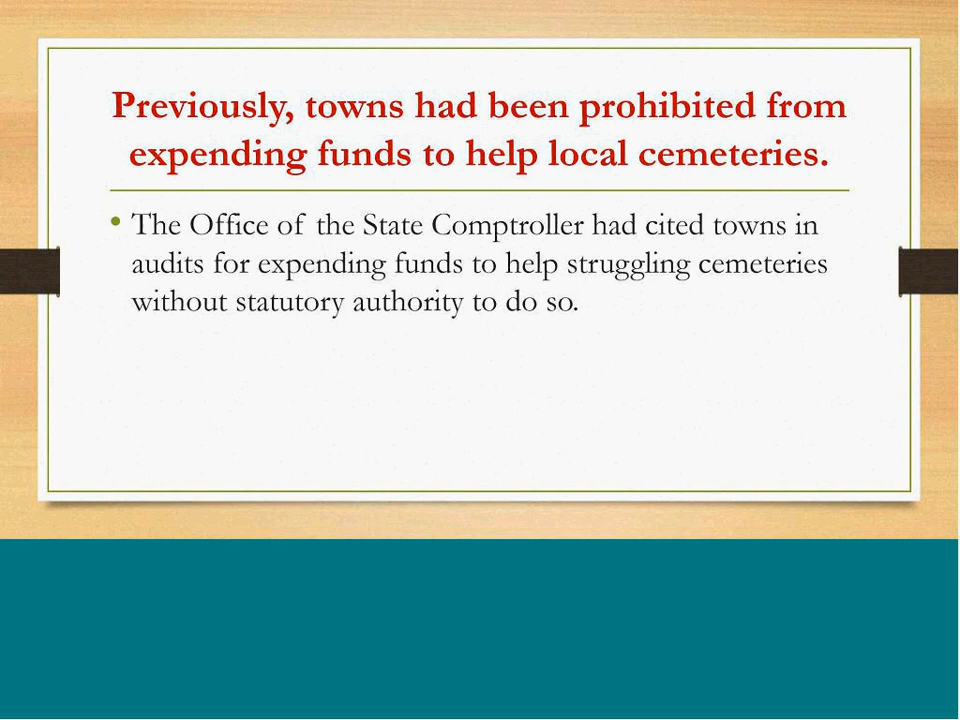 Previously, towns had been prohibited from
expending funds to help local cemeteries.
• The Office of the State Comptroller had cited towns in
audits for expending funds to help struggling cemeteries
without statutory authority to do so.